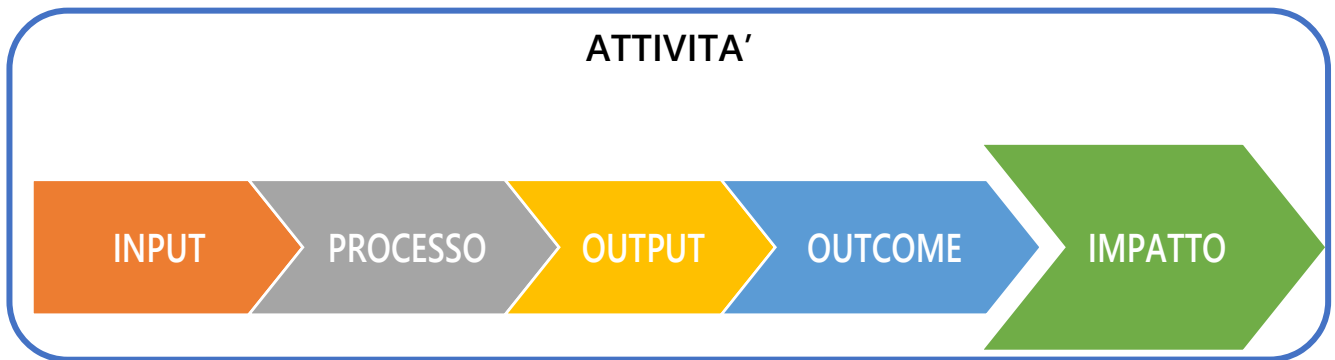 ATTIVITA’
INPUT
PROCESSO
OUTPUT
OUTCOME
IMPATTO